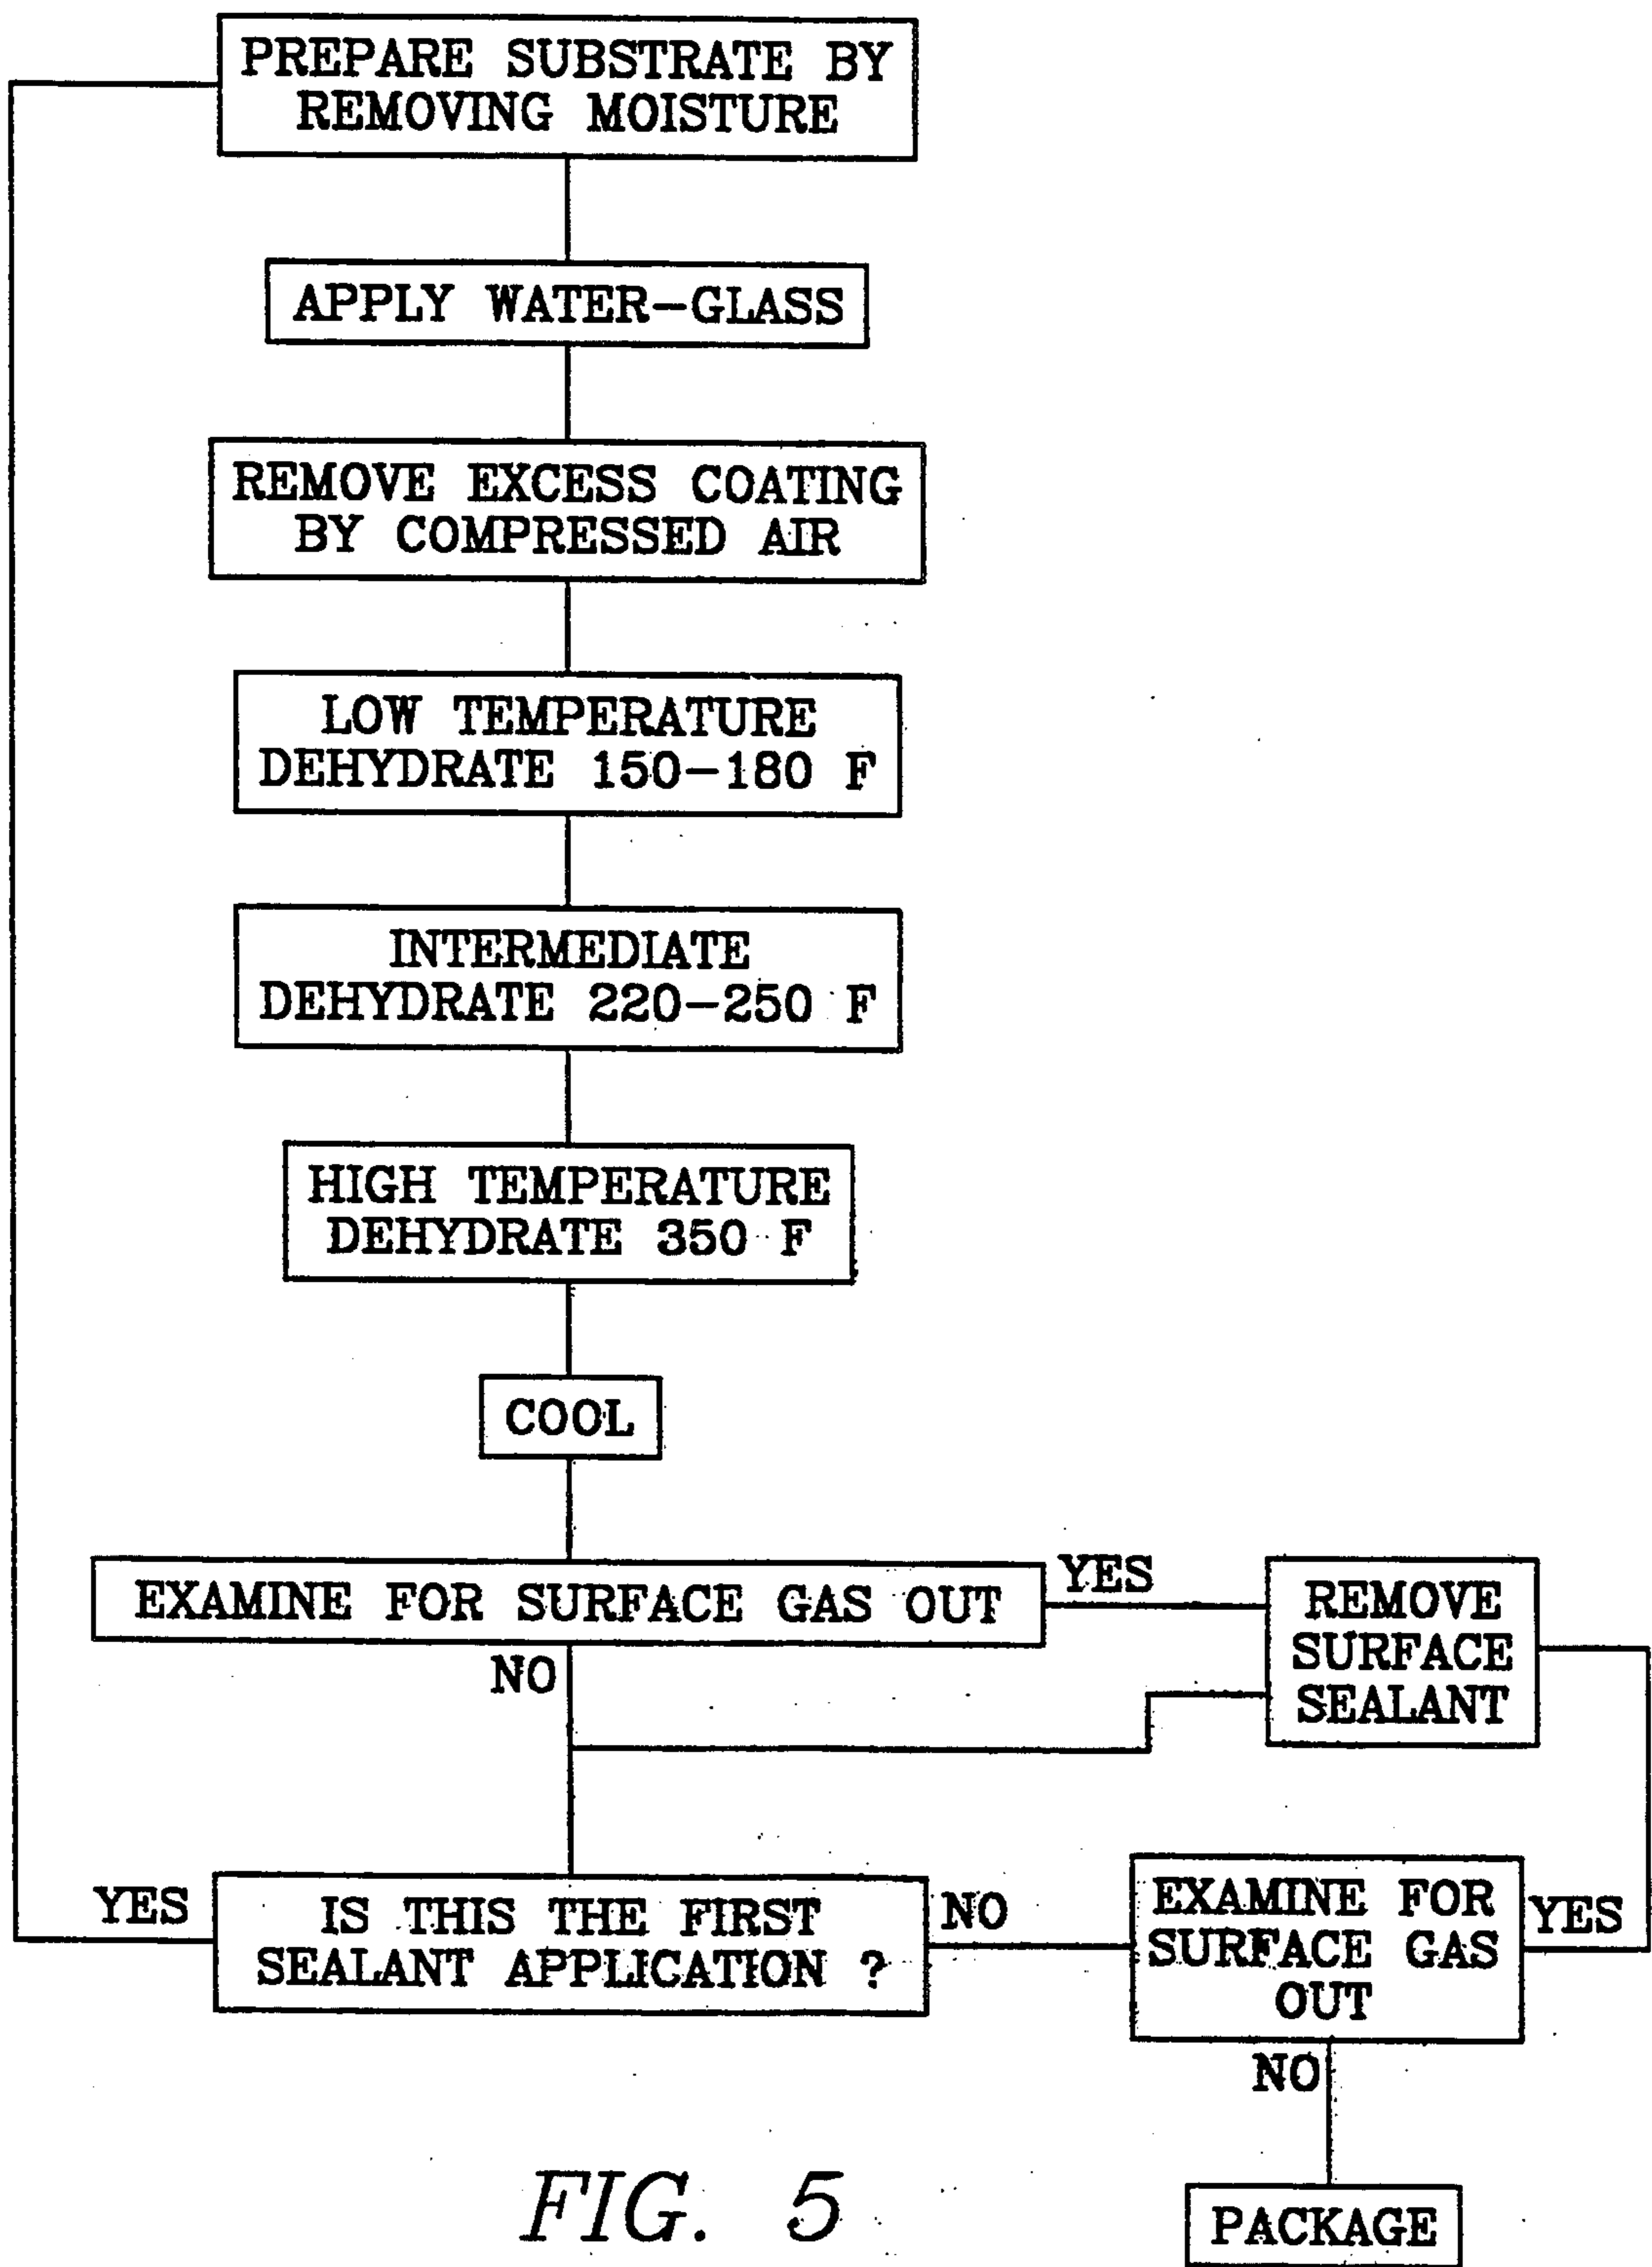 PREPARE SUBSTRATE BY
REMOVING MOISTURE
APPLY WATER-GLASS
REMOVE EXCESS COATING
BY COMPRESSED AIR
LOW TEMPERATURE
DEHYDRATE 150-180 F
INTERMEDIATE
DEHYDRATE 220-250 F
HIGH TEMPERATURE
DEHYDRATE 350 F
COOL
EXAMINE FOR SURFACE GAS OUT
YES
REMOVE
SURFACE
SEALANT
NO
YES
IS THIS THE FIRST
SEALANT APPLICATION ?
NO
EXAMINE FOR
SURFACE GAS
OUT
YES
NO
PACKAGE
FIG. 5